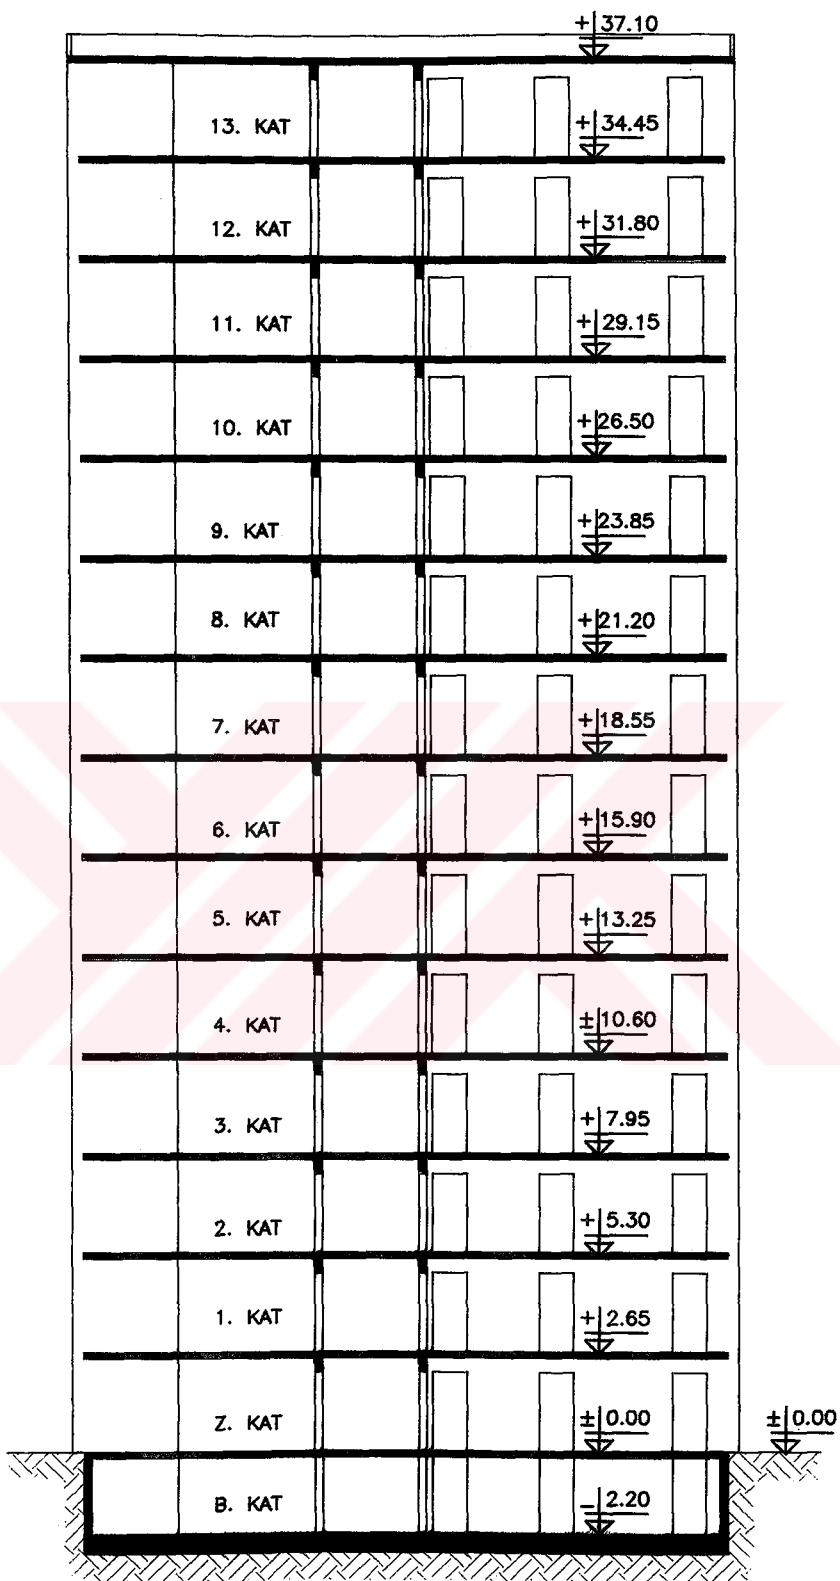 +37.10
13. KAT +34.45
12. KAT +31.80
11. KAT +29.15
10. KAT +26.50
9. KAT +23.85
8. KAT +21.20
7. KAT +18.55
6. KAT +15.90
5. KAT +13.25
4. KAT ±10.60
3. KAT +7.95
2. KAT +5.30
1. KAT +2.65
Z. KAT ±0.00 ±0.00
B. KAT -2.20